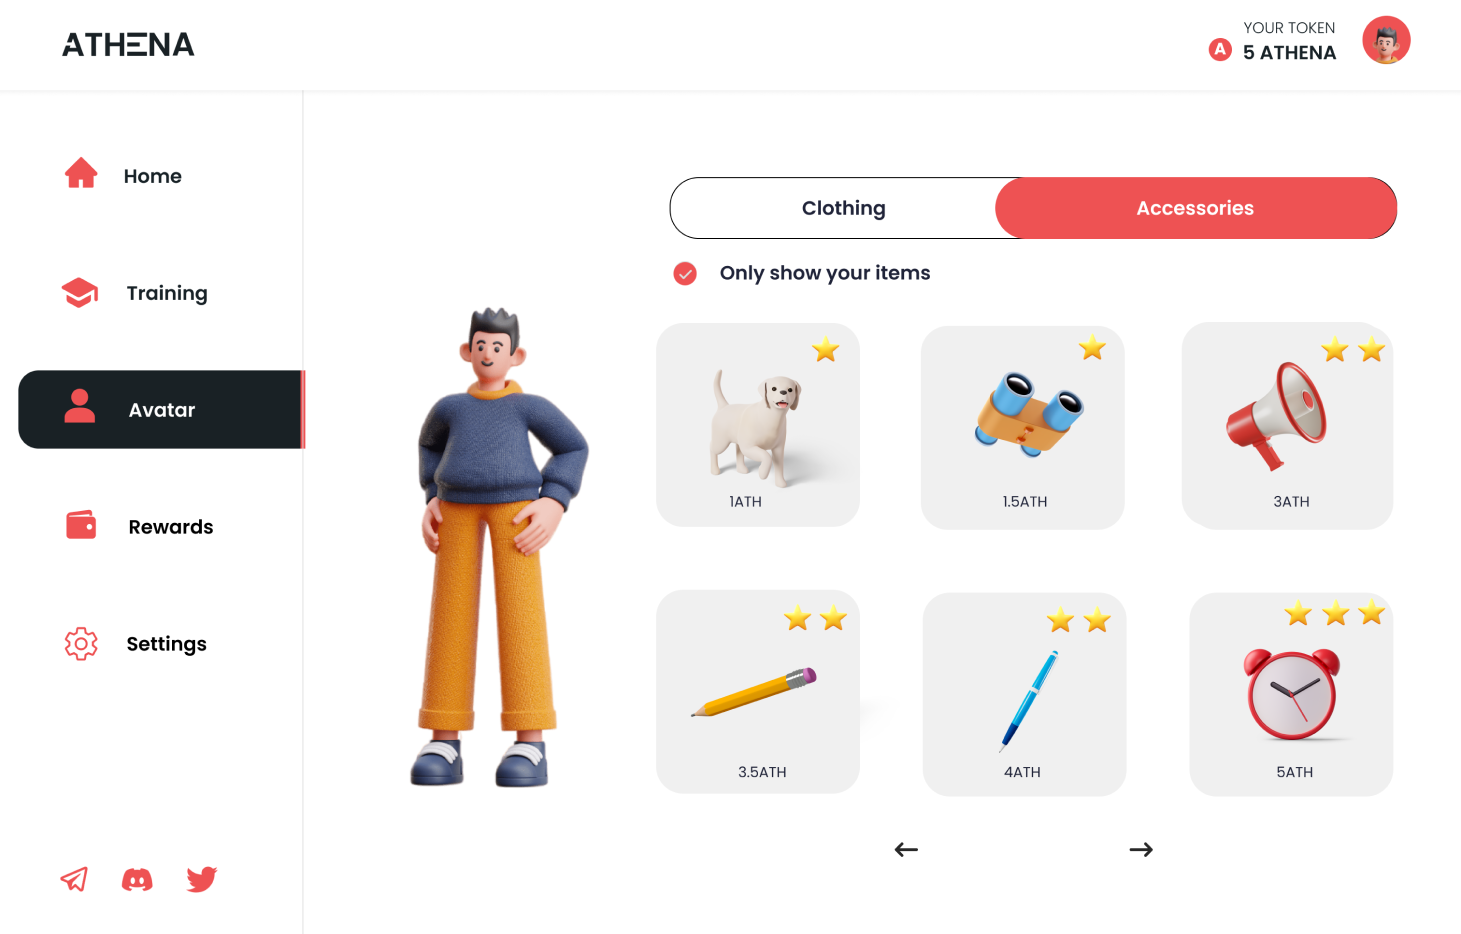 ATHENA
YOUR TOKEN
A
5 ATHENA
Home
Training
Avatar
Rewards
Settings
Clothing
Accessories
Only show your items
1ATH
1.5ATH
3ATH
3.5ATH
4ATH
5ATH